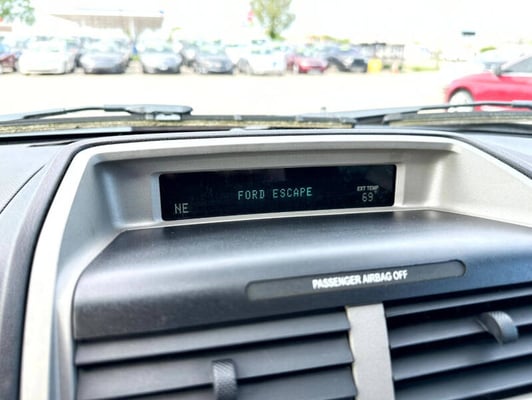 FORD ESCAPE
EXT TEMP
NE
69
PASSENGER AIRBAG OFF